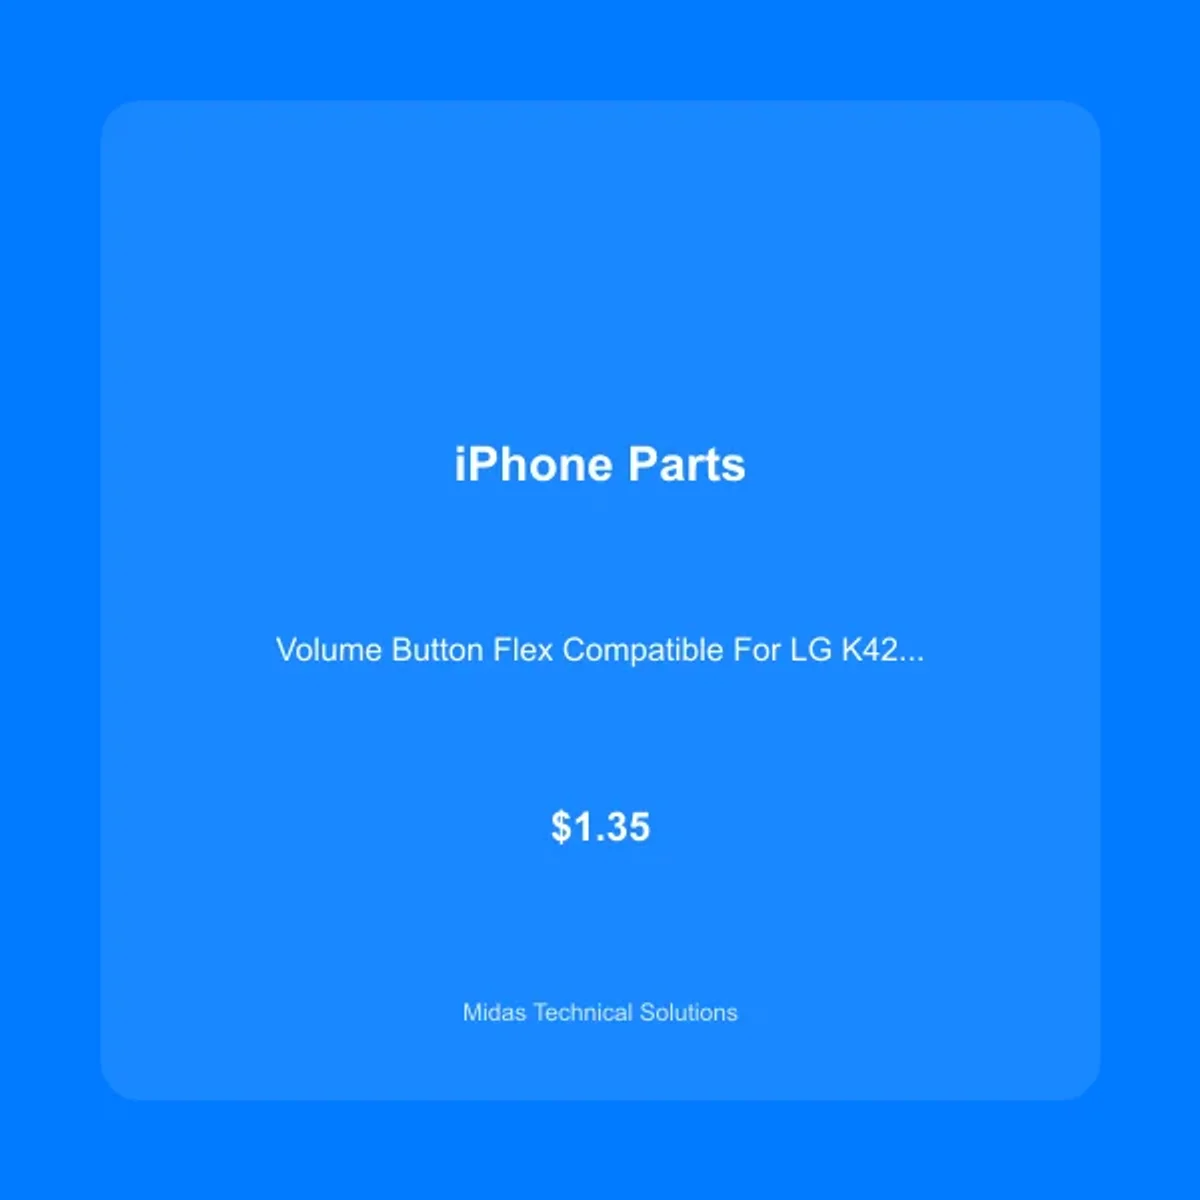 iPhone Parts
Volume Button Flex Compatible For LG K42...
$1.35
Midas Technical Solutions